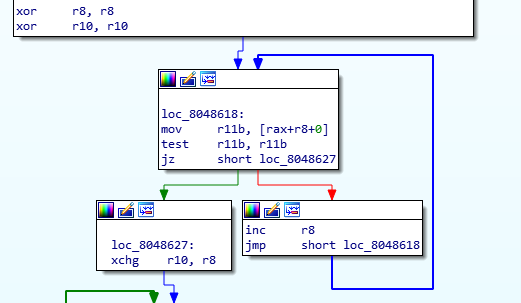 xor     r8, r8
xor     r10, r10
loc_8048618:
mov     r11b, [rax+r8+0]
test    r11b, r11b
jz      short loc_8048627
loc_8048627:
xchg    r10, r8
inc     r8
jmp     short loc_8048618